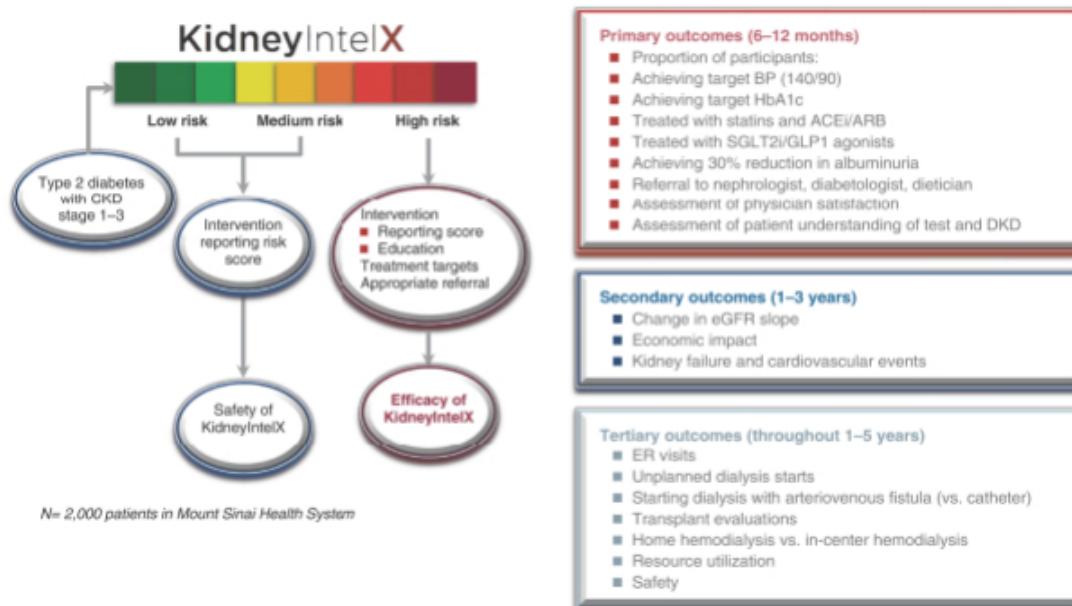 KidneyIntelX
Low risk
Medium risk
High risk
Type 2 diabetes
with CKD
stage 1–3
Intervention
reporting risk
score
Intervention
Reporting score
Education
Treatment targets
Appropriate referral
Safety of
KidneyIntelX
Efficacy of
KidneyIntelX
N= 2,000 patients in Mount Sinai Health System
Primary outcomes (6–12 months)
Proportion of participants:
Achieving target BP (140/90)
Achieving target HbA1c
Treated with statins and ACEi/ARB
Treated with SGLT2i/GLP1 agonists
Achieving 30% reduction in albuminuria
Referral to nephrologist, diabetologist, dietician
Assessment of physician satisfaction
Assessment of patient understanding of test and DKD
Secondary outcomes (1–3 years)
Change in eGFR slope
Economic impact
Kidney failure and cardiovascular events
Tertiary outcomes (throughout 1–5 years)
ER visits
Unplanned dialysis starts
Starting dialysis with arteriovenous fistula (vs. catheter)
Transplant evaluations
Home hemodialysis vs. in-center hemodialysis
Resource utilization
Safety